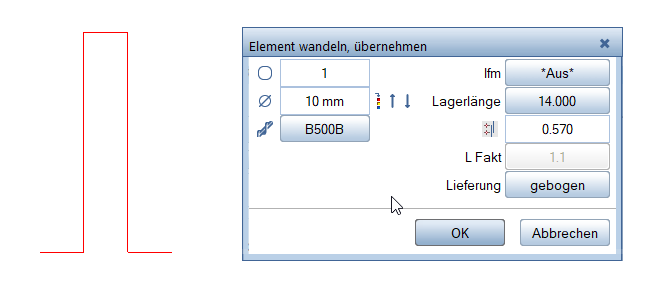 Element wandeln, übernehmen
1 lfm *Aus*
10 mm Lagerlänge 14.000
B500B 0.570
L Fakt 1.1
Lieferung gebogen
OK Abbrechen